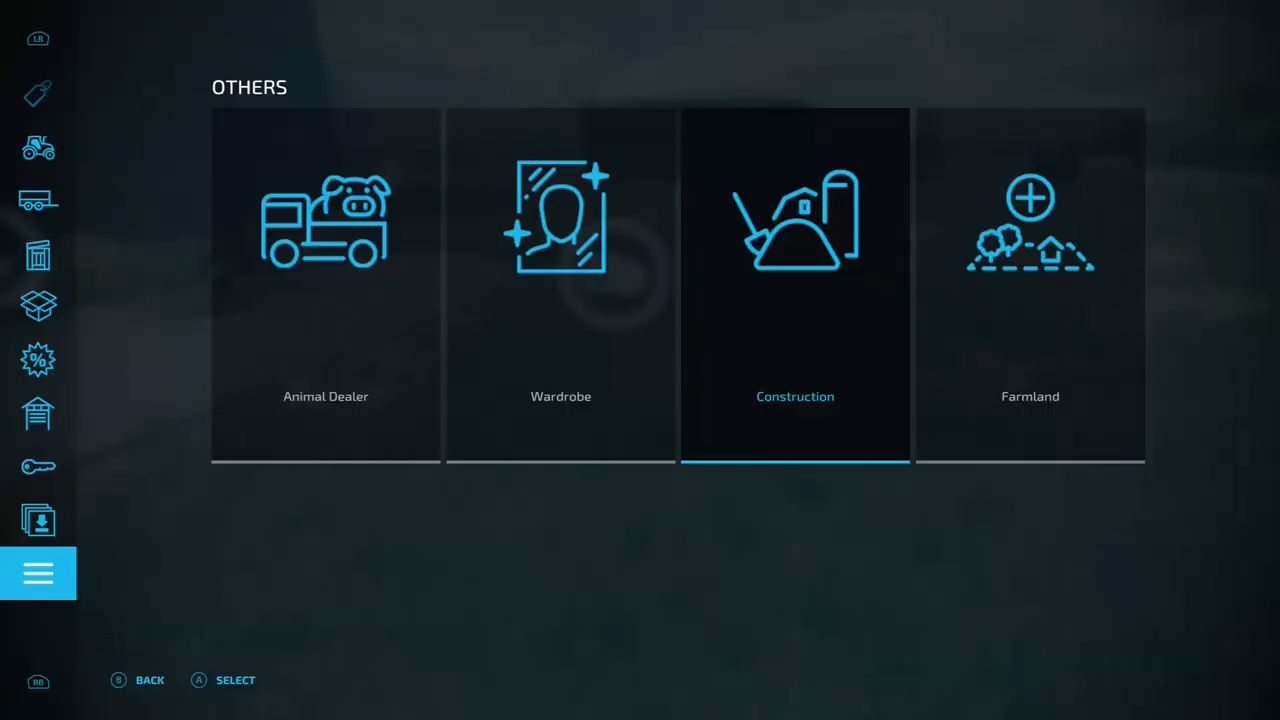 LB
OTHERS
Animal Dealer
Wardrobe
Construction
Farmland
%
RB
B BACK A SELECT